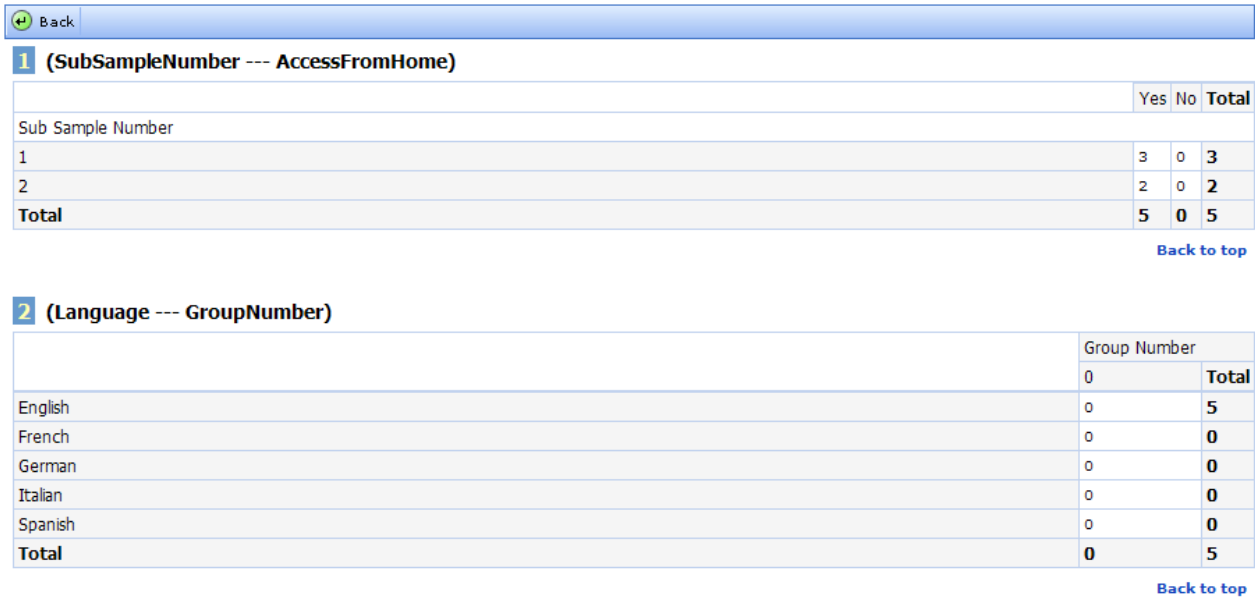 Back
1 (SubSampleNumber --- AccessFromHome)
Yes No Total
Sub Sample Number
1 3 0 3
2 2 0 2
Total 5 0 5
Back to top
2 (Language --- GroupNumber)
Group Number
0 Total
English 0 5
French 0 0
German 0 0
Italian 0 0
Spanish 0 0
Total 0 5
Back to top